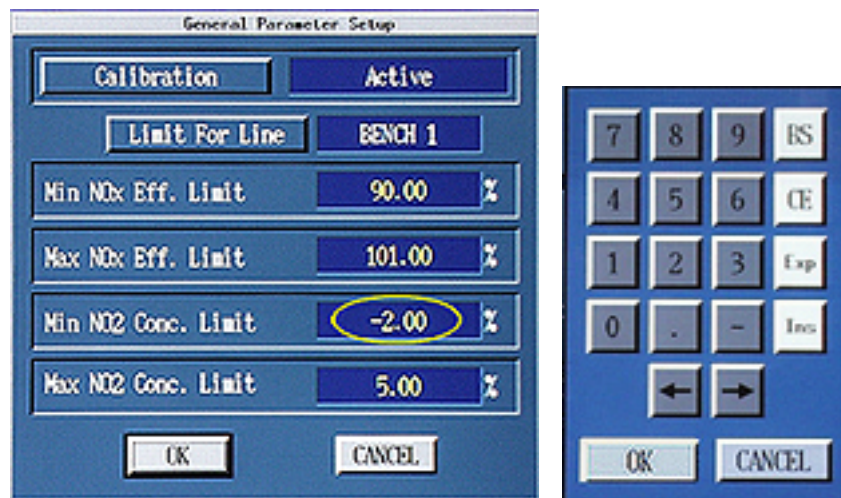 General Parameter Setup
Calibration Active
Limit For Line BENCH 1
Min NOx Eff. Limit 90.00 %
Max NOx Eff. Limit 101.00 %
Min NO2 Conc. Limit -2.00 %
Max NO2 Conc. Limit 5.00 %
OK CANCEL
7 8 9 BS
4 5 6 CE
1 2 3 Exp
0 . - Ins
← →
OK CANCEL